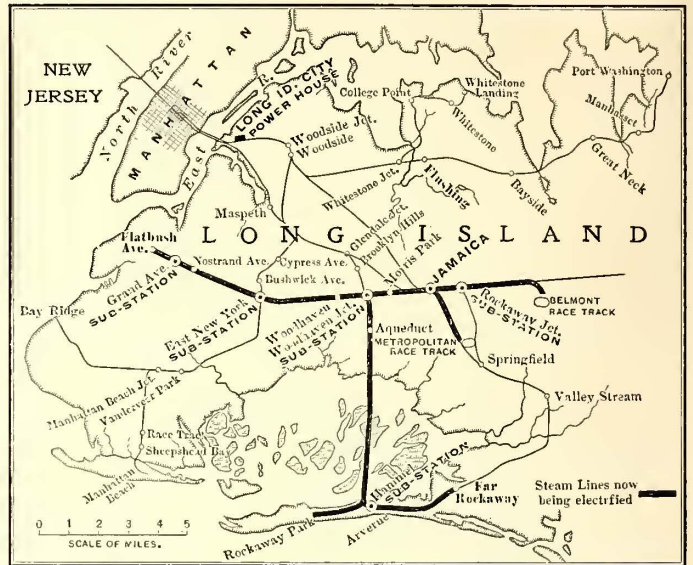 NEW
JERSEY
North River
MANHATTAN
East R.
LONG ID. CITY
POWER HOUSE
College Point
Whitestone
Landing
Whitestone
Port Washington
Manhasset
Great Neck
Bayside
Flushing
Whitestone Jct.
Woodside Jct.
Woodside
Maspeth
LONG ISLAND
Glendale Jct.
Brooklyn Hills
Morris Park
JAMAICA
Flatbush
Ave.
Grand Ave.
SUB-STATION
Nostrand Ave.
Cypress Ave.
Bushwick Ave.
East New York
SUB-STATION
Woodhaven
Woodhaven Jct.
SUB-STATION
Rockaway Jct.
SUB-STATION
BELMONT
RACE TRACK
Aqueduct
METROPOLITAN
RACE TRACK
Springfield
Valley Stream
Bay Ridge
Manhattan Beach Jct.
Vanderveer Park
Race Trac
Sheepshead Bay
Manhattan
Beach
Hammel
SUB-STATION
Far
Rockaway
Rockaway Park
Arverne
Steam Lines now
being electrified
0 1 2 3 4 5
SCALE OF MILES.